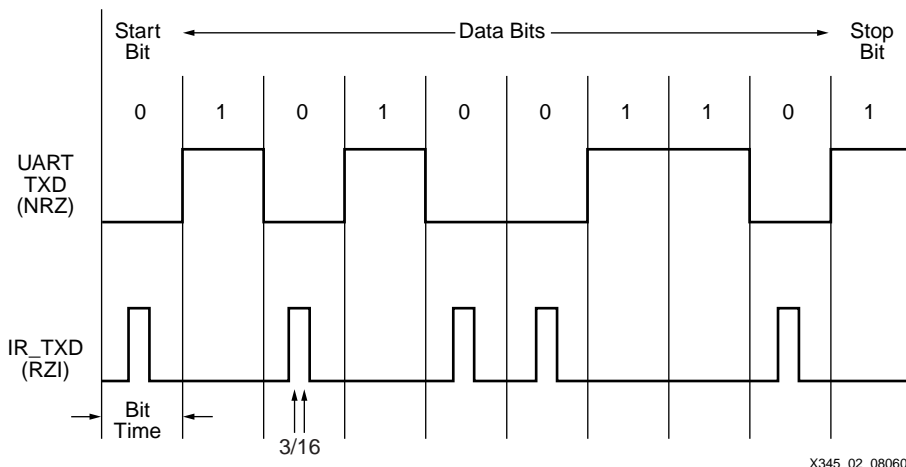 Start
Bit
Data Bits
Stop
Bit
0 1 0 1 0 0 1 1 0 1
UART
TXD
(NRZ)
IR_TXD
(RZI)
Bit
Time
3/16
X345_02_08060